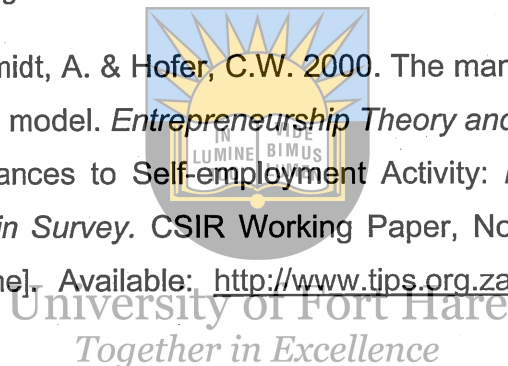 midt, A. & Hofer, C.W. 2000. The mar
model. Entrepreneurship Theory and
IN VIDE
LUMINE BIMUS
LUMEN
ances to Self-employment Activity:
in Survey. CSIR Working Paper, No
ne]. Available: http://www.tips.org.za
University of Fort Hare
Together in Excellence